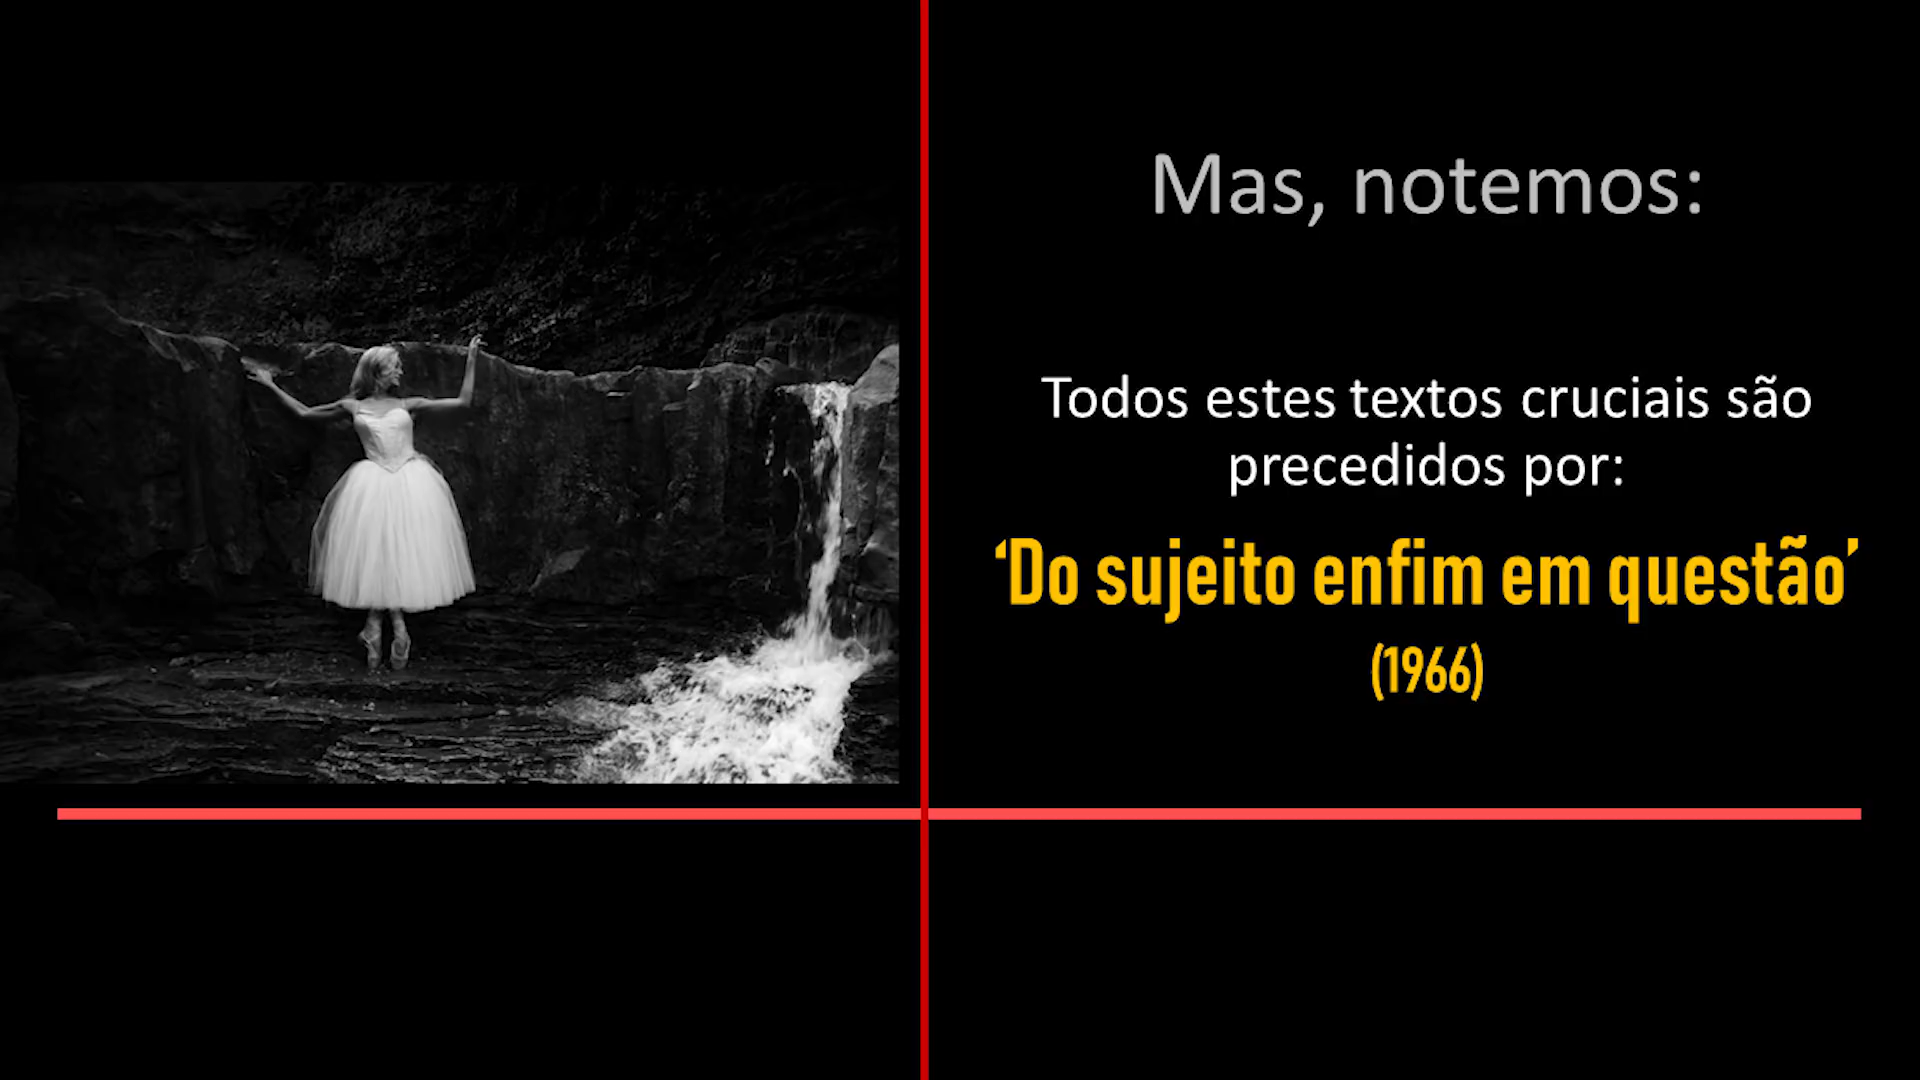 Mas, notemos:
Todos estes textos cruciais são
precedidos por:
‘Do sujeito enfim em questão’
(1966)